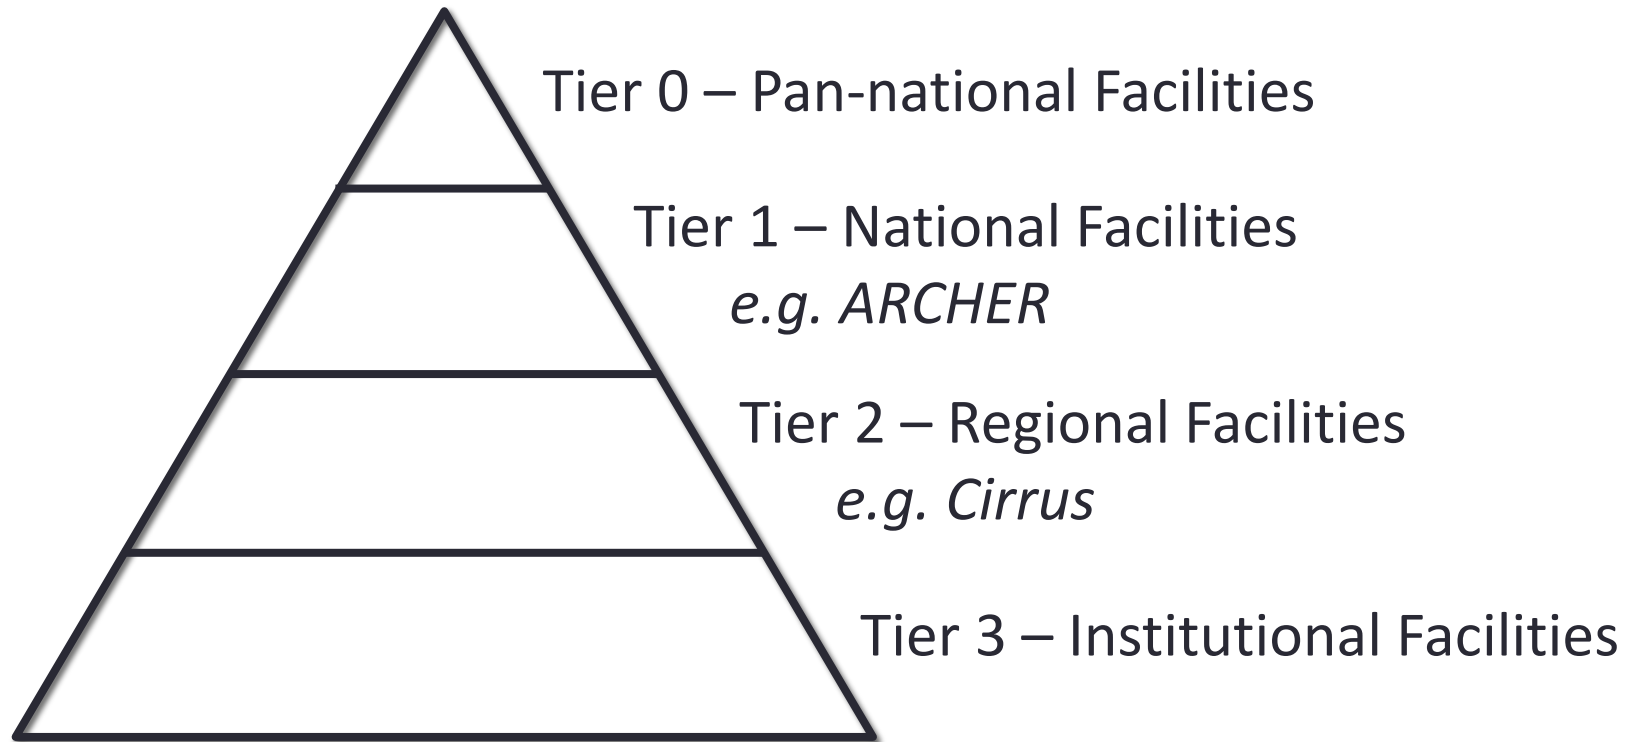 Tier 0 – Pan-national Facilities
Tier 1 – National Facilities
e.g. ARCHER
Tier 2 – Regional Facilities
e.g. Cirrus
Tier 3 – Institutional Facilities